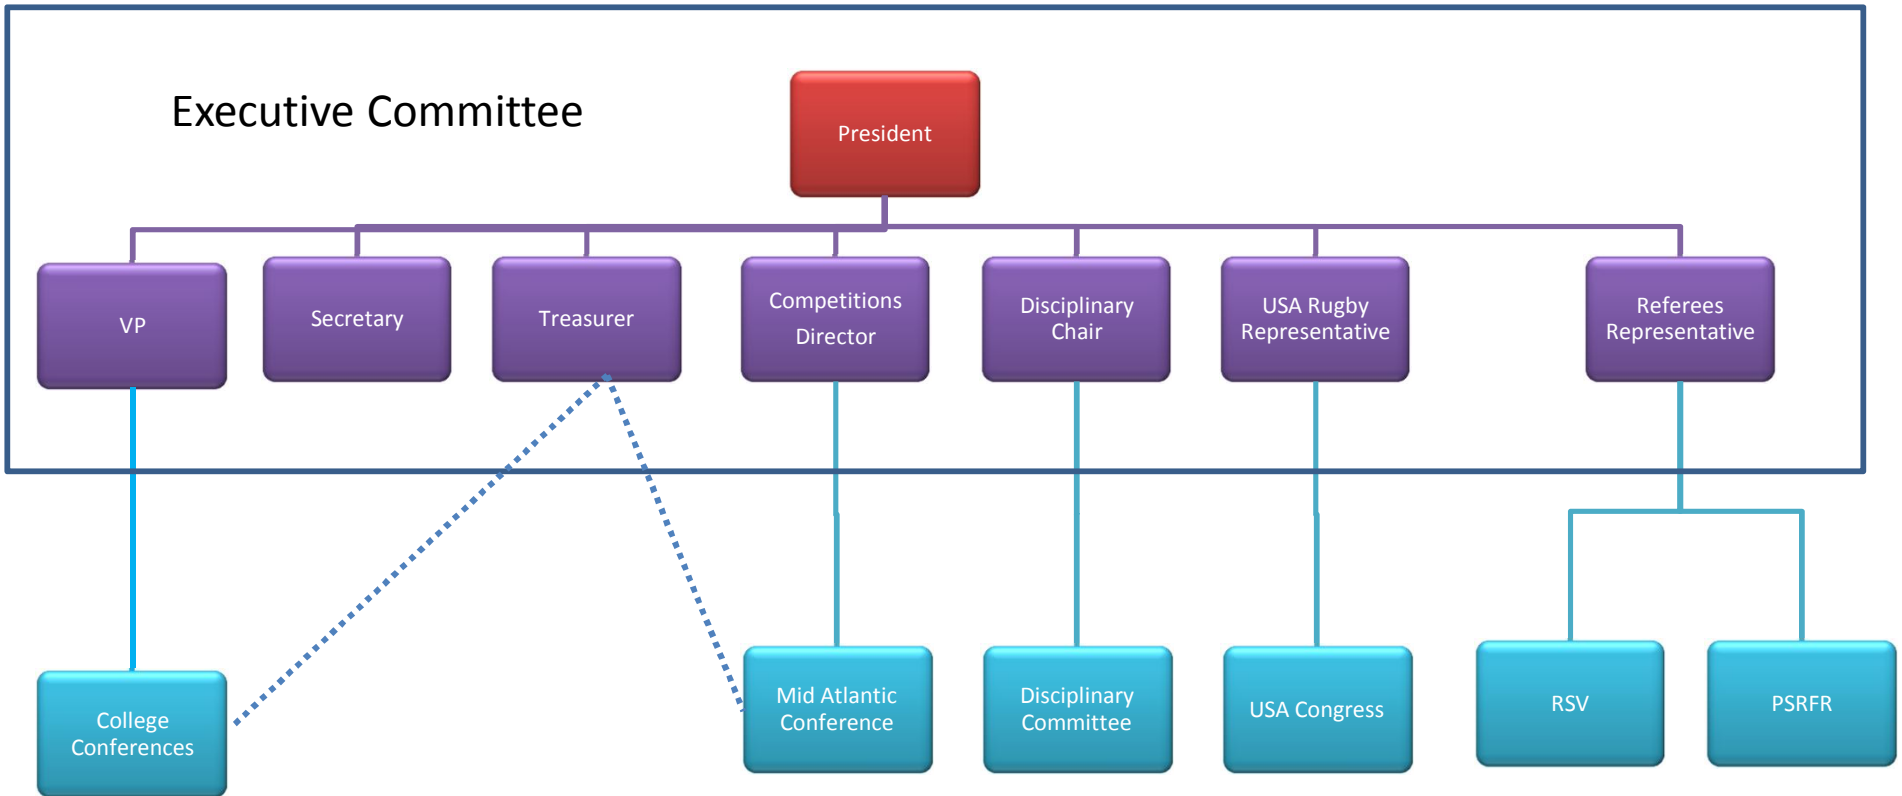 Executive Committee
President
VP
Secretary
Treasurer
Competitions
Director
Disciplinary
Chair
USA Rugby
Representative
Referees
Representative
College
Conferences
Mid Atlantic
Conference
Disciplinary
Committee
USA Congress
RSV
PSRFR